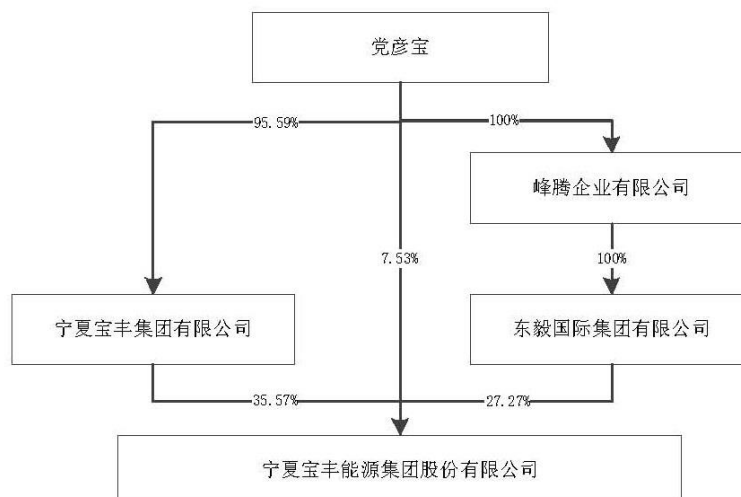 党彦宝
95.59%
100%
峰腾企业有限公司
7.53%
100%
宁夏宝丰集团有限公司
东毅国际集团有限公司
35.57%
27.27%
宁夏宝丰能源集团股份有限公司